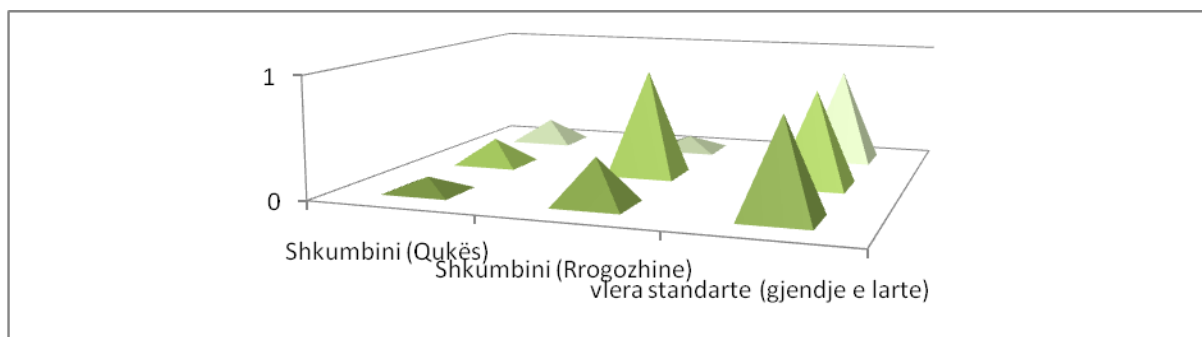 1
0
Shkumbini (Qukës)
Shkumbini (Rrogozhine)
vlera standarte (gjendje e larte)